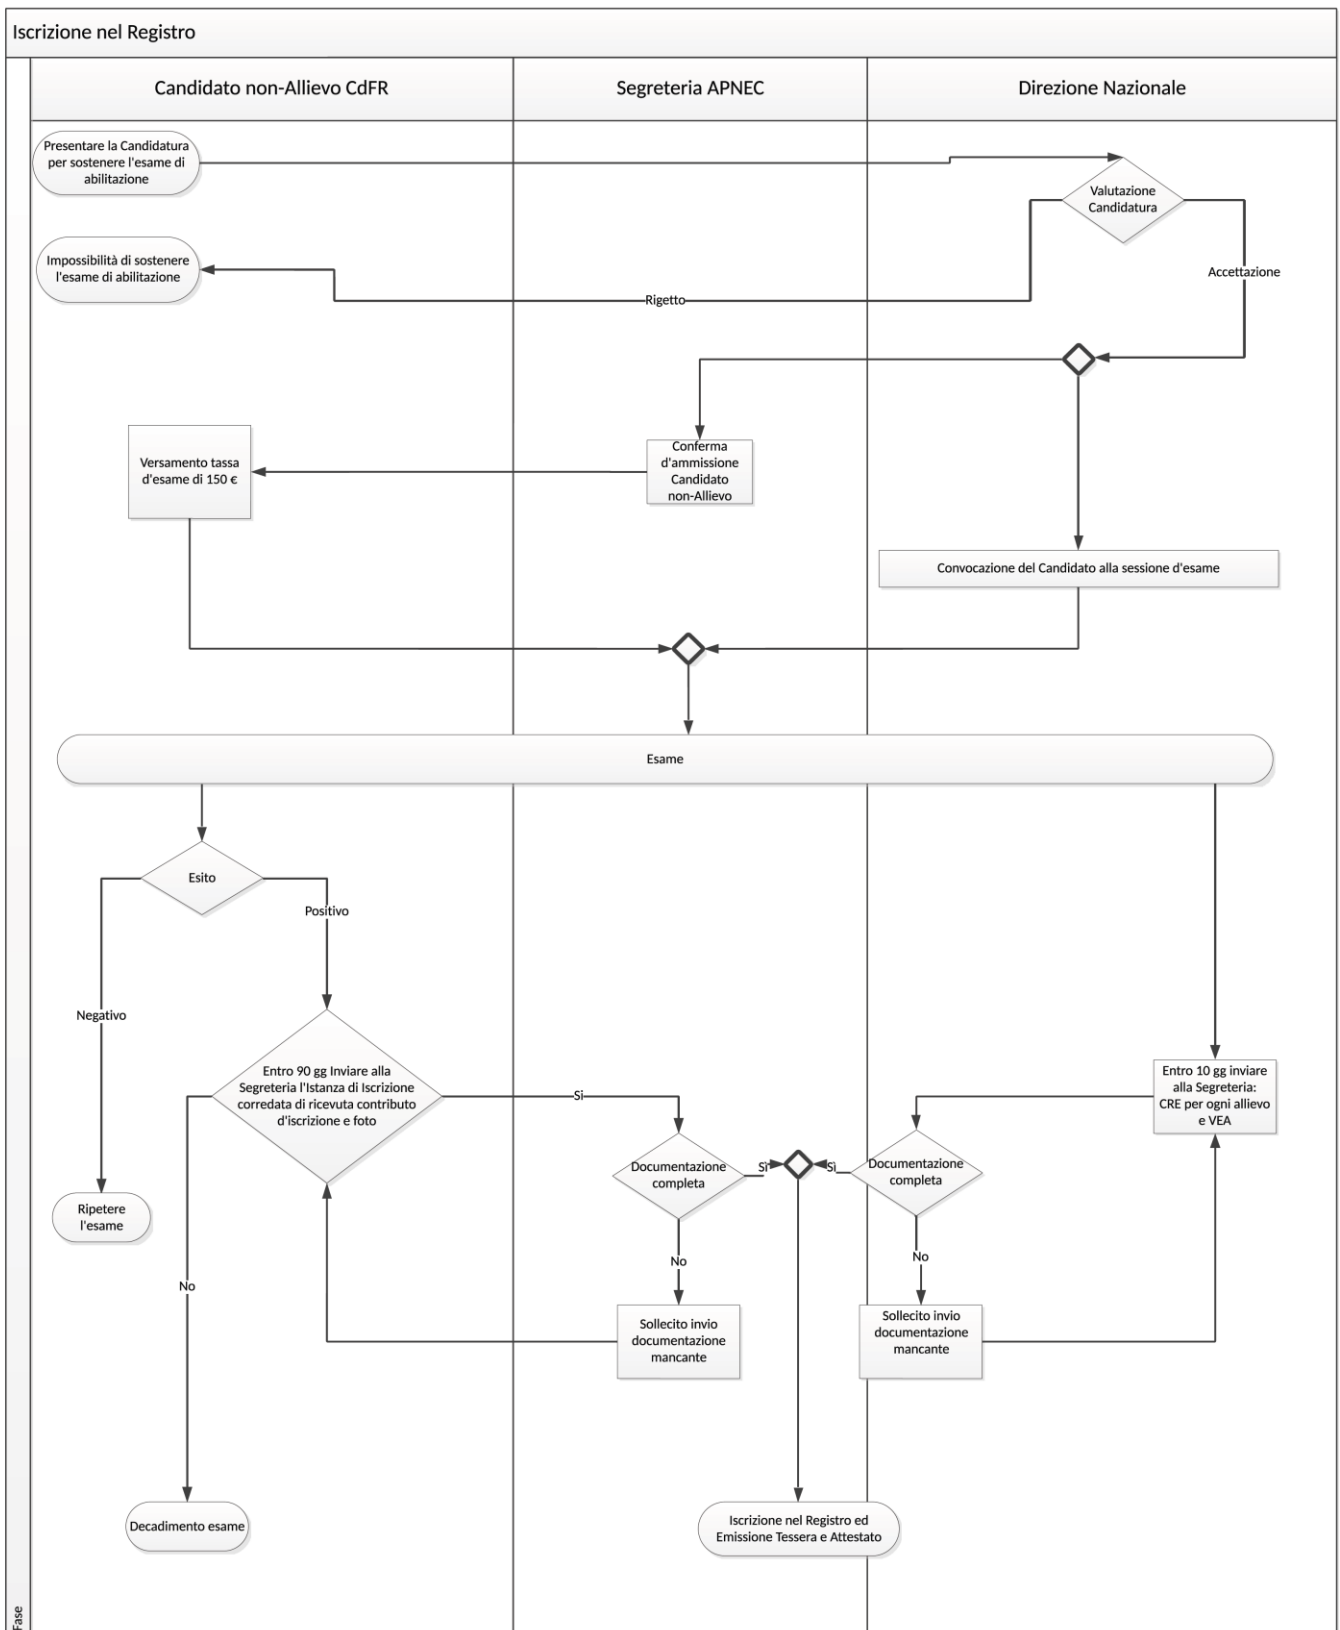 Iscrizione nel Registro
Candidato non-Allievo CdFR
Segreteria APNEC
Direzione Nazionale
Presentare la Candidatura
per sostenere l'esame di
abilitazione
Valutazione
Candidatura
Impossibilità di sostenere
l'esame di abilitazione
Accettazione
Rigetto
Versamento tassa
d'esame di 150 €
Conferma
d'ammissione
Candidato
non-Allievo
Convocazione del Candidato alla sessione d'esame
Esame
Esito
Positivo
Negativo
Entro 90 gg Inviare alla
Segreteria l'Istanza di Iscrizione
corredata di ricevuta contributo
d'iscrizione e foto
Si
Entro 10 gg inviare
alla Segreteria:
CRE per ogni allievo
e VEA
Documentazione
completa
Sì
Sì
Documentazione
completa
Ripetere
l'esame
No
No
No
Sollecito invio
documentazione
mancante
Sollecito invio
documentazione
mancante
Decadimento esame
Iscrizione nel Registro ed
Emissione Tessera e Attestato
Fase